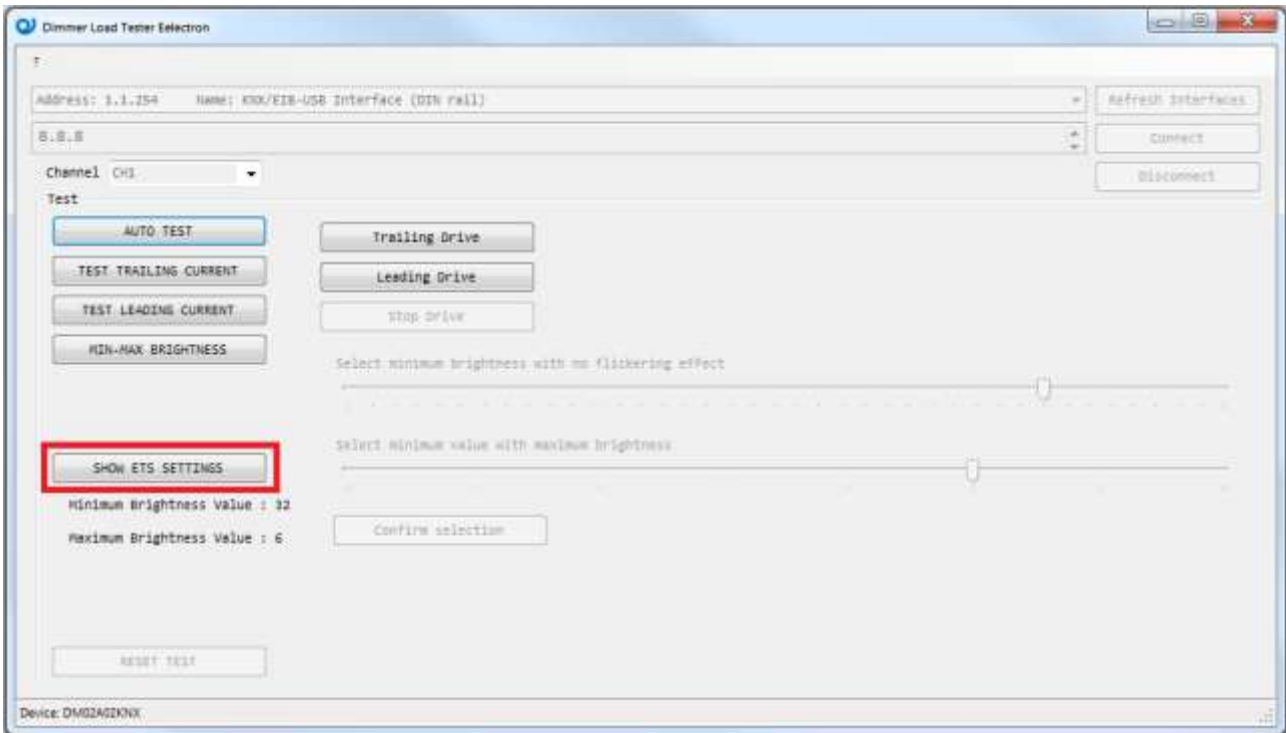 Dimmer Load Tester Eelectron
?
Address: 1.1.254 Name: KNX/EIB-USB Interface (DIN rail)
Refresh Interfaces
8.8.8
Connect
Channel CH1
Disconnect
Test
AUTO TEST
Trailing Drive
TEST TRAILING CURRENT
Leading Drive
TEST LEADING CURRENT
Stop Drive
MIN-MAX BRIGHTNESS
Select minimum brightness with no flickering effect
Select minimum value with maximum brightness
SHOW ETS SETTINGS
Minimum Brightness Value : 32
Confirm selection
Maximum Brightness Value : 6
RESET TEST
Device: DM02A02KNX